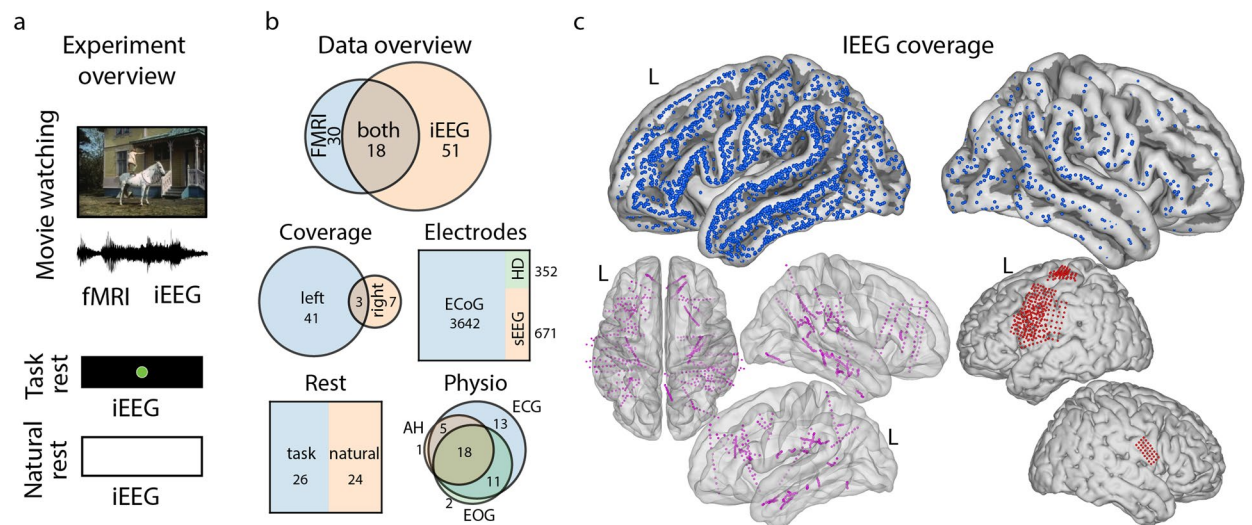 a
Experiment
overview
Movie watching
fMRI iEEG
Task
rest
iEEG
Natural
rest
iEEG
b
Data overview
FMRI
30
both
18
iEEG
51
Coverage
left
41
3
right
7
Electrodes
ECoG
3642
HD
352
sEEG
671
Rest
task
26
natural
24
Physio
ECG
AH
5
13
1
18
11
2
EOG
c
IEEG coverage
L
L
L
L